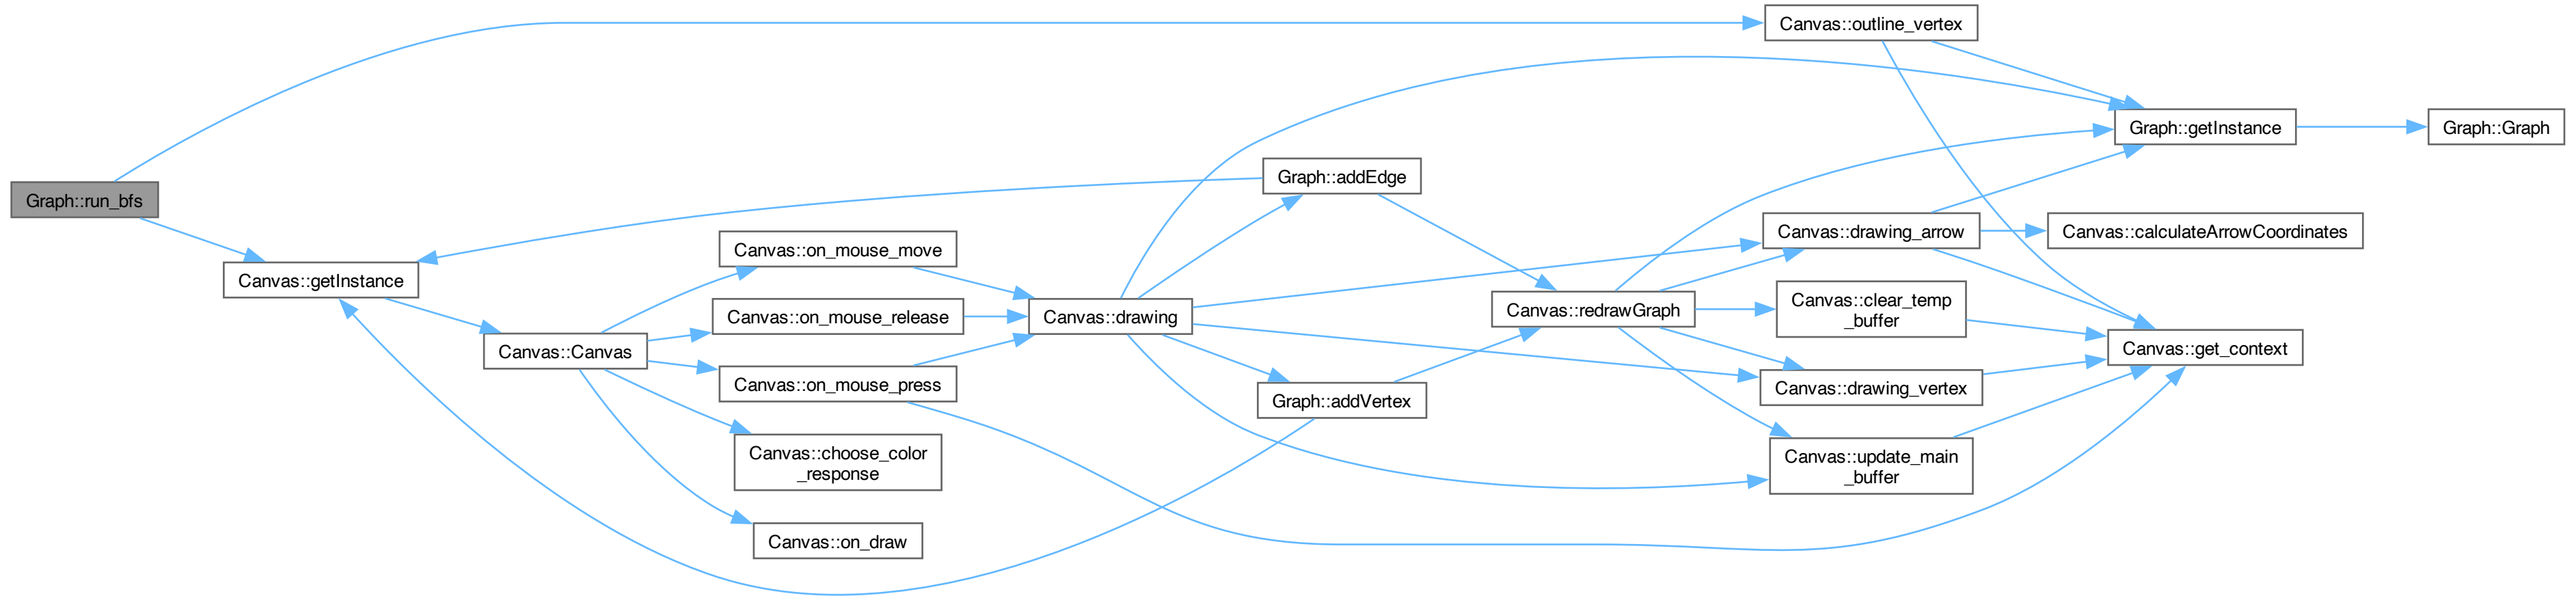 Graph::run_bfs
Canvas::getInstance
Canvas::Canvas
Canvas::on_mouse_move
Canvas::on_mouse_release
Canvas::on_mouse_press
Canvas::choose_color
_response
Canvas::on_draw
Canvas::drawing
Graph::addEdge
Graph::addVertex
Canvas::redrawGraph
Canvas::outline_vertex
Canvas::drawing_arrow
Canvas::clear_temp
_buffer
Canvas::drawing_vertex
Canvas::update_main
_buffer
Graph::getInstance
Canvas::calculateArrowCoordinates
Canvas::get_context
Graph::Graph